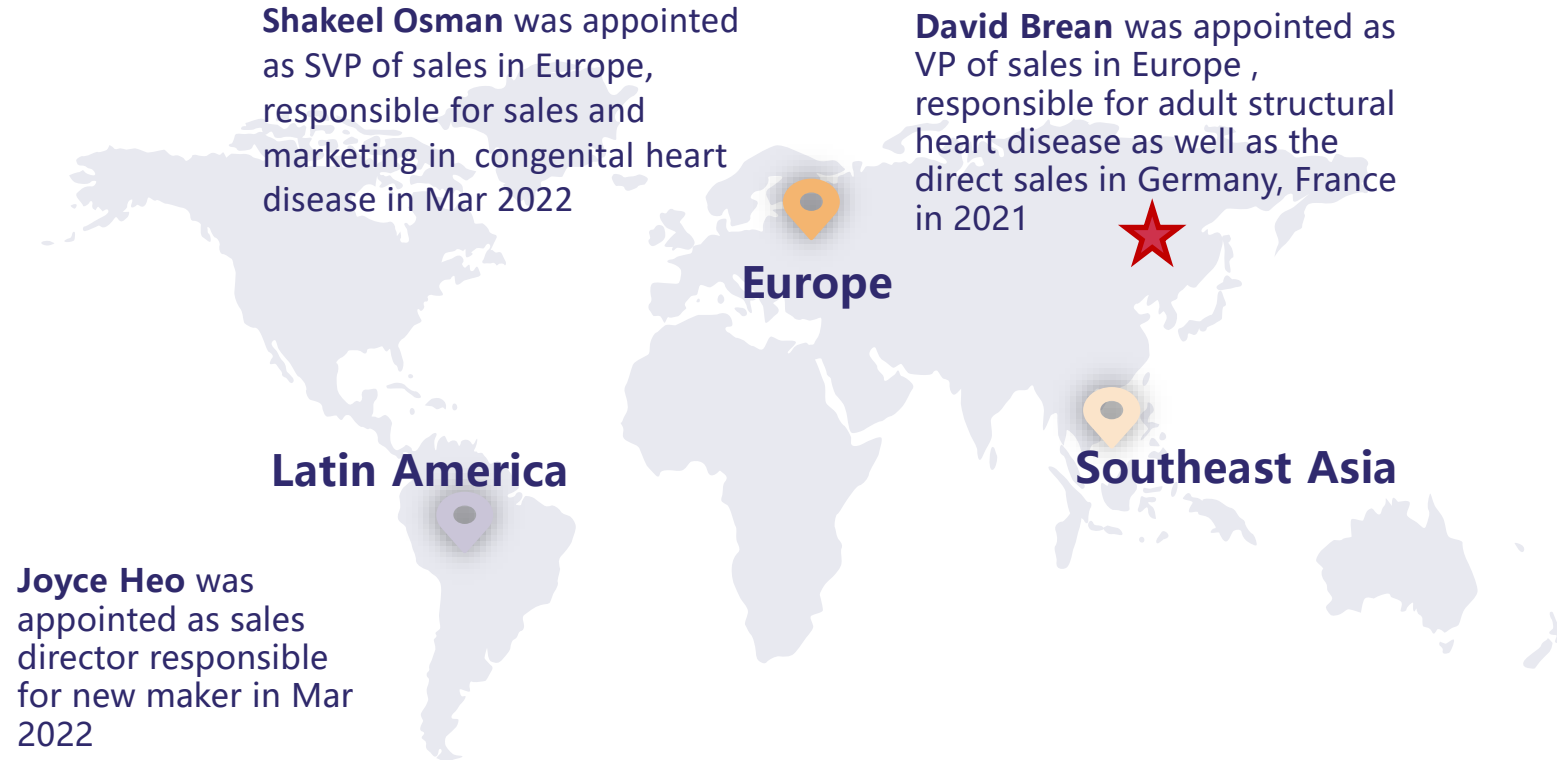 Shakeel Osman was appointed
as SVP of sales in Europe,
responsible for sales and
marketing in  congenital heart
disease in Mar 2022
David Brean was appointed as
VP of sales in Europe ,
responsible for adult structural
heart disease as well as the
direct sales in Germany, France
in 2021
Europe
Latin America
Southeast Asia
Joyce Heo was
appointed as sales
director responsible
for new maker in Mar
2022